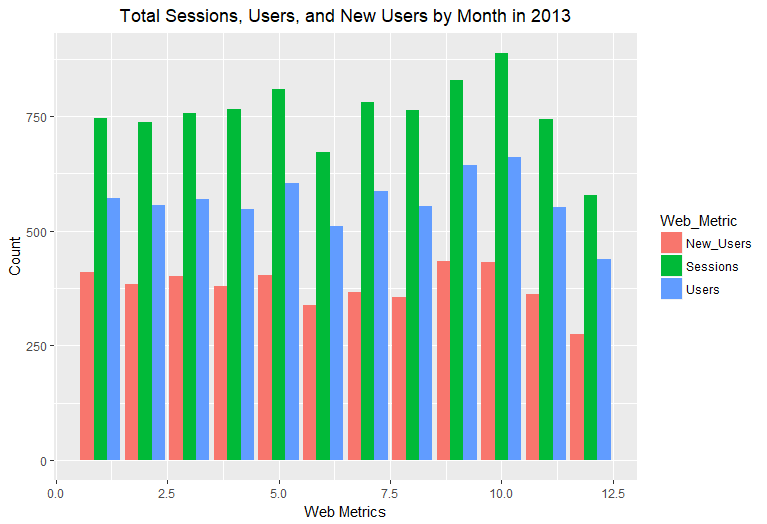 Total Sessions, Users, and New Users by Month in 2013
750
500
250
0
Count
0.0 2.5 5.0 7.5 10.0 12.5
Web Metrics
Web_Metric
New_Users
Sessions
Users